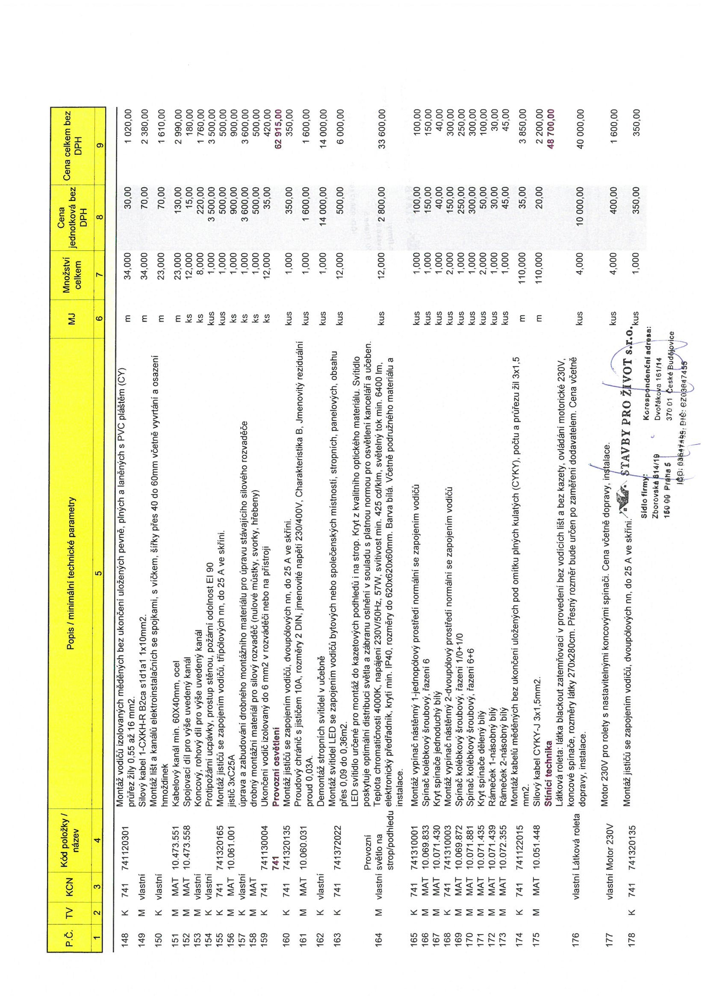 P.Č. TV KCN Kód položky / název Popis / minimální technické parametry MJ Množství celkem Cena jednotková bez DPH Cena celkem bez DPH
1 2 3 4 5 6 7 8 9
148 K 741 741120301 Montáž vodičů izolovaných měděných bez ukončení uložených pevně, plných a laněných s PVC pláštěm (CY) m 34,000 30,00 1 020,00
průřez žíly 0,55 až 16 mm2.
149 M vlastní Silový kabel 1-CXKH-R B2ca s1d1a1 1x10mm2. m 34,000 70,00 2 380,00
150 K vlastní Montáž lišt a kanálů elektroinstalačních se spojkami, s víčkem, šířky přes 40 do 60mm včetně vyvrtání a osazení m 23,000 70,00 1 610,00
hmoždinek
151 M MAT 10.473.551 Kabelový kanál min. 60X40mm, ocel m 23,000 130,00 2 990,00
152 M MAT 10.473.558 Spojovací díl pro výše uvedený kanál ks 12,000 15,00 180,00
153 M vlastní Koncový, rohový díl pro výše uvedený kanál ks 8,000 220,00 1 760,00
154 K vlastní Protipožární ucpávky, prostup stěnou, požární odolnost EI 90 kus 1,000 3 500,00 3 500,00
155 K 741 741320165 Montáž jističů se zapojením vodičů, třípólových nn, do 25 A ve skříni. kus 1,000 500,00 500,00
156 M MAT 10.061.001 jistič 3xC25A ks 1,000 900,00 900,00
157 K vlastní úprava a zabudování drobného montážního materiálu pro úpravu stávajícího silového rozvaděče ks 1,000 3 600,00 3 600,00
158 M MAT drobný montážní materiál pro silový rozvaděč (nulové můstky, svorky, hřebeny) ks 1,000 500,00 500,00
159 K 741 741130004 Ukončení vodič izolovaný do 6 mm2 v rozváděči nebo na přístroji ks 12,000 35,00 420,00
741 Provozní osvětlení 62 915,00
160 K 741 741320135 Montáž jističů se zapojením vodičů, dvoupólových nn, do 25 A ve skříni. kus 1,000 350,00 350,00
161 M MAT 10.060.031 Proudový chránič s jističem 10A, rozměry 2 DIN, jmenovité napětí 230/400V, Charakteristika B, Jmenovitý reziduální kus 1,000 1 600,00 1 600,00
proud 0,03A.
162 K vlastní Demontáž stropních svítidel v učebně kus 1,000 14 000,00 14 000,00
163 K 741 741372022 Montáž svítidel LED se zapojením vodičů bytových nebo společenských místností, stropních, panelových, obsahu kus 12,000 500,00 6 000,00
přes 0,09 do 0,36m2.
LED svítidlo určené pro montáž do kazetových podhledů i na strop. Kryt z kvalitního optického materiálu. Svítidlo
Provozní poskytuje optimální distribuci světla a zábranu oslnění v souladu s platnou normou pro osvětlení kanceláří a učeben.
164 M vlastní světlo na Teplota chromatičnosti 4000K, napájení 230V/50Hz, 57W, svítivost min. 425 cd/klm, světelný tok min. 6400 lm, kus 12,000 2 800,00 33 600,00
strop/podhledu elektronický předřadník, krytí min. IP40, rozměry do 620x620x60mm. Barva bílá. Včetně podružného materiálu a
instalace.
165 K 741 741310001 Montáž vypínač nástěnný 1-jednopólový prostředí normální se zapojením vodičů kus 1,000 100,00 100,00
166 M MAT 10.069.833 Spínač kolébkový šroubový, řazení 6 kus 1,000 150,00 150,00
167 M MAT 10.071.430 Kryt spínače jednoduchý bílý kus 1,000 40,00 40,00
168 K 741 741310003 Montáž vypínač nástěnný 2-dvoupólový prostředí normální se zapojením vodičů kus 2,000 150,00 300,00
169 M MAT 10.069.872 Spínač kolébkový šroubový, řazení 1/0+1/0 kus 1,000 250,00 250,00
170 M MAT 10.071.881 Spínač kolébkový šroubový, řazení 6+6 kus 1,000 300,00 300,00
171 M MAT 10.071.435 Kryt spínače dělený bílý kus 2,000 50,00 100,00
172 M MAT 10.071.439 Rámeček 1-násobný bílý kus 1,000 30,00 30,00
173 M MAT 10.072.355 Rámeček 2-násobný bílý kus 1,000 45,00 45,00
174 K 741 741122015 Montáž kabelů měděných bez ukončení uložených pod omítku plných kulatých (CYKY), počtu a průřezu žil 3x1,5 m 110,000 35,00 3 850,00
mm2.
175 M MAT 10.051.448 Silový kabel CYKY-J 3x1,5mm2. m 110,000 20,00 2 200,00
Stínící technika 48 700,00
Látková roleta: látka blackout zatemňovací v provedení bez vodících lišt a bez kazety, ovládání motorické 230V,
176 vlastní Látková roleta koncové spínače, rozměry látky 270x280cm. Přesný rozměr bude určen po zaměření dodavatelem. Cena včetně kus 4,000 10 000,00 40 000,00
dopravy, instalace.
177 vlastní Motor 230V Motor 230V pro rolety s nastavitelnými koncovými spínači. Cena včetně dopravy, instalace. kus 4,000 400,00 1 600,00
178 K 741 741320135 Montáž jističů se zapojením vodičů, dvoupólových nn, do 25 A ve skříni. kus 1,000 350,00 350,00
STAVBY PRO ŽIVOT s.r.o.
Sídlo firmy: Korespondenční adresa:
Zborovská 814/19 Dvořákova 161/14
150 00 Praha 5 370 01 České Budějovice
IČO: 03647455, DIČ: CZ03647455